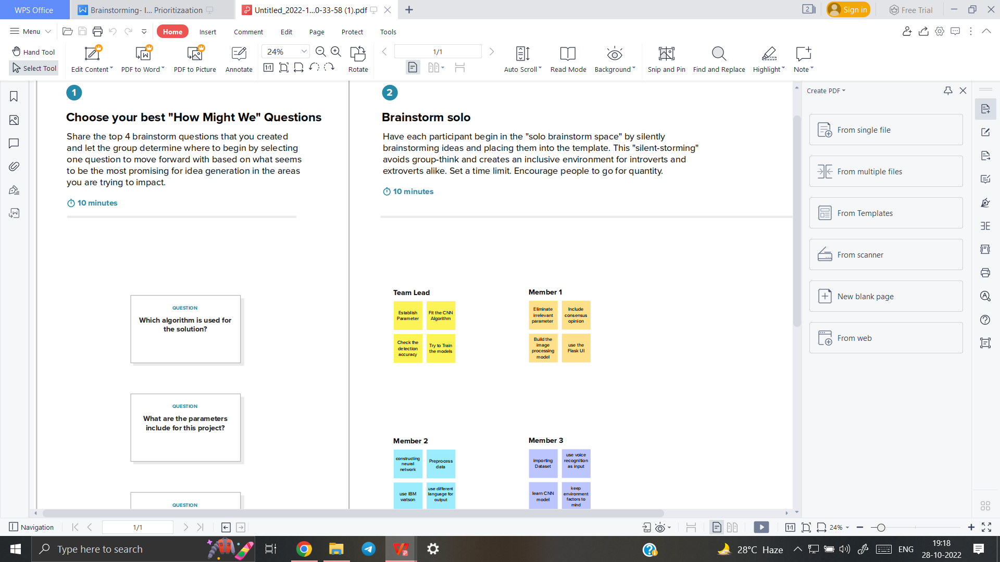 WPS Office
Brainstorming- I... Prioritizaation
Untitled_2022-1...0-33-58 (1).pdf
2
Sign in
Free Trial
Menu
Home
Insert
Comment
Edit
Page
Protect
Tools
Hand Tool
Select Tool
Edit Content
PDF to Word
PDF to Picture
Annotate
24%
1:1
Rotate
1/1
Auto Scroll
Read Mode
Background
Snip and Pin
Find and Replace
Highlight
Note
1
Choose your best "How Might We" Questions
Share the top 4 brainstorm questions that you created
and let the group determine where to begin by selecting
one question to move forward with based on what seems
to be the most promising for idea generation in the areas
you are trying to impact.
10 minutes
QUESTION
Which algorithm is used for
the solution?
QUESTION
What are the parameters
include for this project?
QUESTION
2
Brainstorm solo
Have each participant begin in the "solo brainstorm space" by silently
brainstorming ideas and placing them into the template. This "silent-storming"
avoids group-think and creates an inclusive environment for introverts and
extroverts alike. Set a time limit. Encourage people to go for quantity.
10 minutes
Team Lead
Establish
Parameter
Fit the CNN
Algorithm
Check the
detection
accuracy
Try to Train
the models
Member 1
Eliminate
irrelevant
parameter
Include
consensus
opinion
Build the
image
processing
model
use the
Flask UI
Member 2
constructing
neural
network
Preprocess
data
use IBM
watson
use different
language for
output
Member 3
importing
Dataset
use voice
recognition
as input
learn CNN
model
keep
environment
factors to
mind
Create PDF
From single file
From multiple files
From Templates
From scanner
New blank page
From web
Navigation
1/1
1:1
24%
Type here to search
28°C Haze
ENG
19:18
28-10-2022